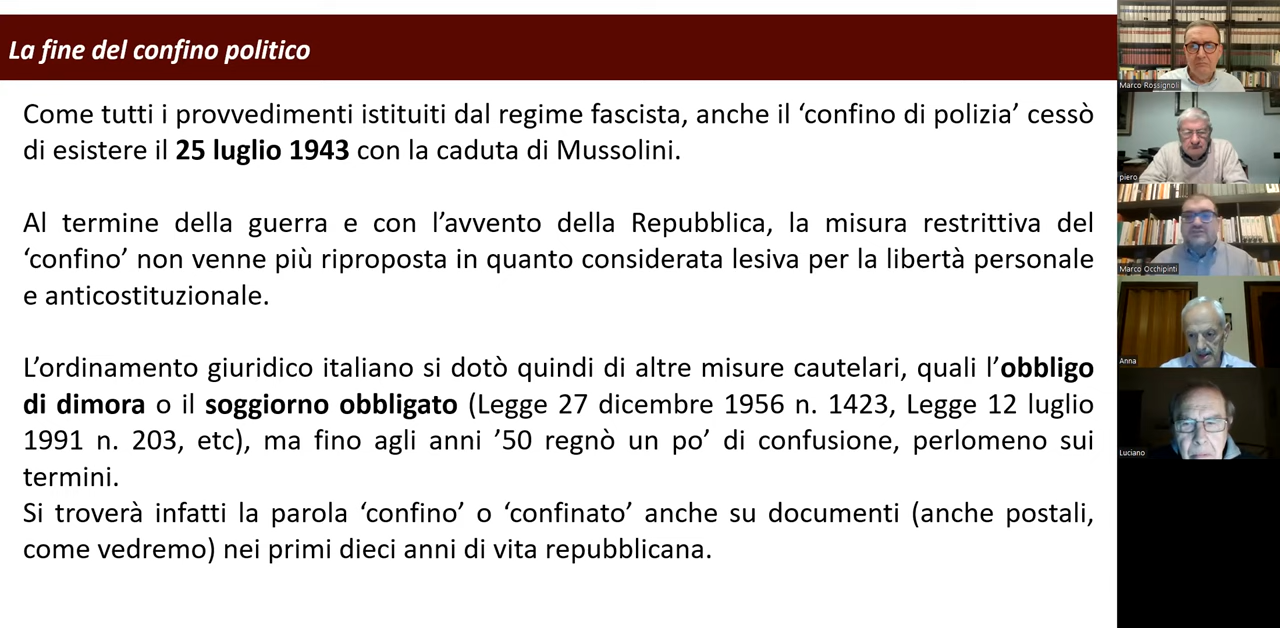 La fine del confino politico
Come tutti i provvedimenti istituiti dal regime fascista, anche il ‘confino di polizia’ cessò
di esistere il 25 luglio 1943 con la caduta di Mussolini.
Al termine della guerra e con l’avvento della Repubblica, la misura restrittiva del
‘confino’ non venne più riproposta in quanto considerata lesiva per la libertà personale
e anticostituzionale.
L’ordinamento giuridico italiano si dotò quindi di altre misure cautelari, quali l’obbligo
di dimora o il soggiorno obbligato (Legge 27 dicembre 1956 n. 1423, Legge 12 luglio
1991 n. 203, etc), ma fino agli anni ’50 regnò un po’ di confusione, perlomeno sui
termini.
Si troverà infatti la parola ‘confino’ o ‘confinato’ anche su documenti (anche postali,
come vedremo) nei primi dieci anni di vita repubblicana.
Marco Rossignoli
piero
Marco Occhipinti
Anna
Luciano